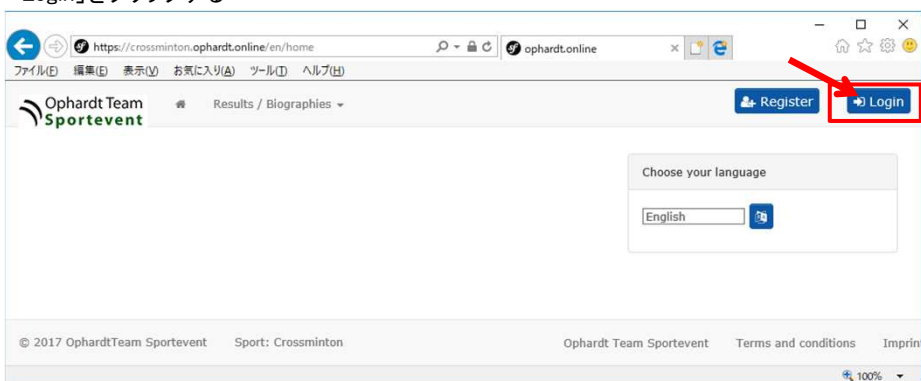 Login」をクリックする
https://crossminton.ophardt.online/en/home
ophardt.online
ファイル(F) 編集(E) 表示(V) お気に入り(A) ツール(T) ヘルプ(H)
Ophardt Team
Sportevent
Results / Biographies
Register
Login
Choose your language
English
© 2017 OphardtTeam Sportevent Sport: Crossminton Ophardt Team Sportevent Terms and conditions Imprin
100%